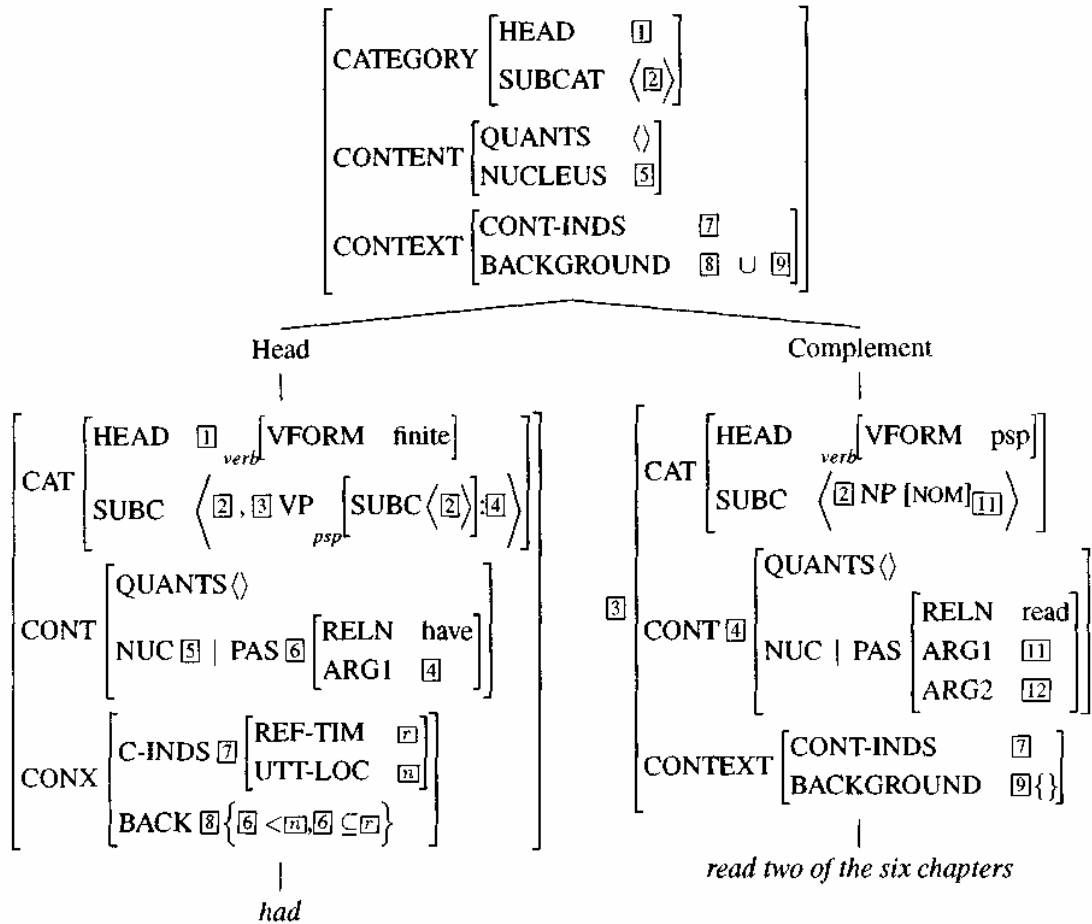 CATEGORY [HEAD [1]
SUBCAT ⟨[2]⟩]
CONTENT [QUANTS ⟨⟩
NUCLEUS [5]]
CONTEXT [CONT-INDS [7]
BACKGROUND [8] ∪ [9]]
Head
Complement
CAT [HEAD [1] verb[VFORM finite]
SUBC ⟨[2], [3] VP psp[SUBC⟨[2]⟩]:[4]⟩]
CONT [QUANTS⟨⟩
NUC [5] | PAS [6] [RELN have
ARG1 [4]]]
CONX [C-INDS [7] [REF-TIM [r]
UTT-LOC [n]]
BACK [8] {[6] <[n],[6] ⊆[r]}]
had
[3]
CAT [HEAD verb[VFORM psp]
SUBC ⟨[2] NP [NOM][11]⟩]
CONT [4] [QUANTS⟨⟩
NUC | PAS [RELN read
ARG1 [11]
ARG2 [12]]]
CONTEXT [CONT-INDS [7]
BACKGROUND [9]{}]
read two of the six chapters